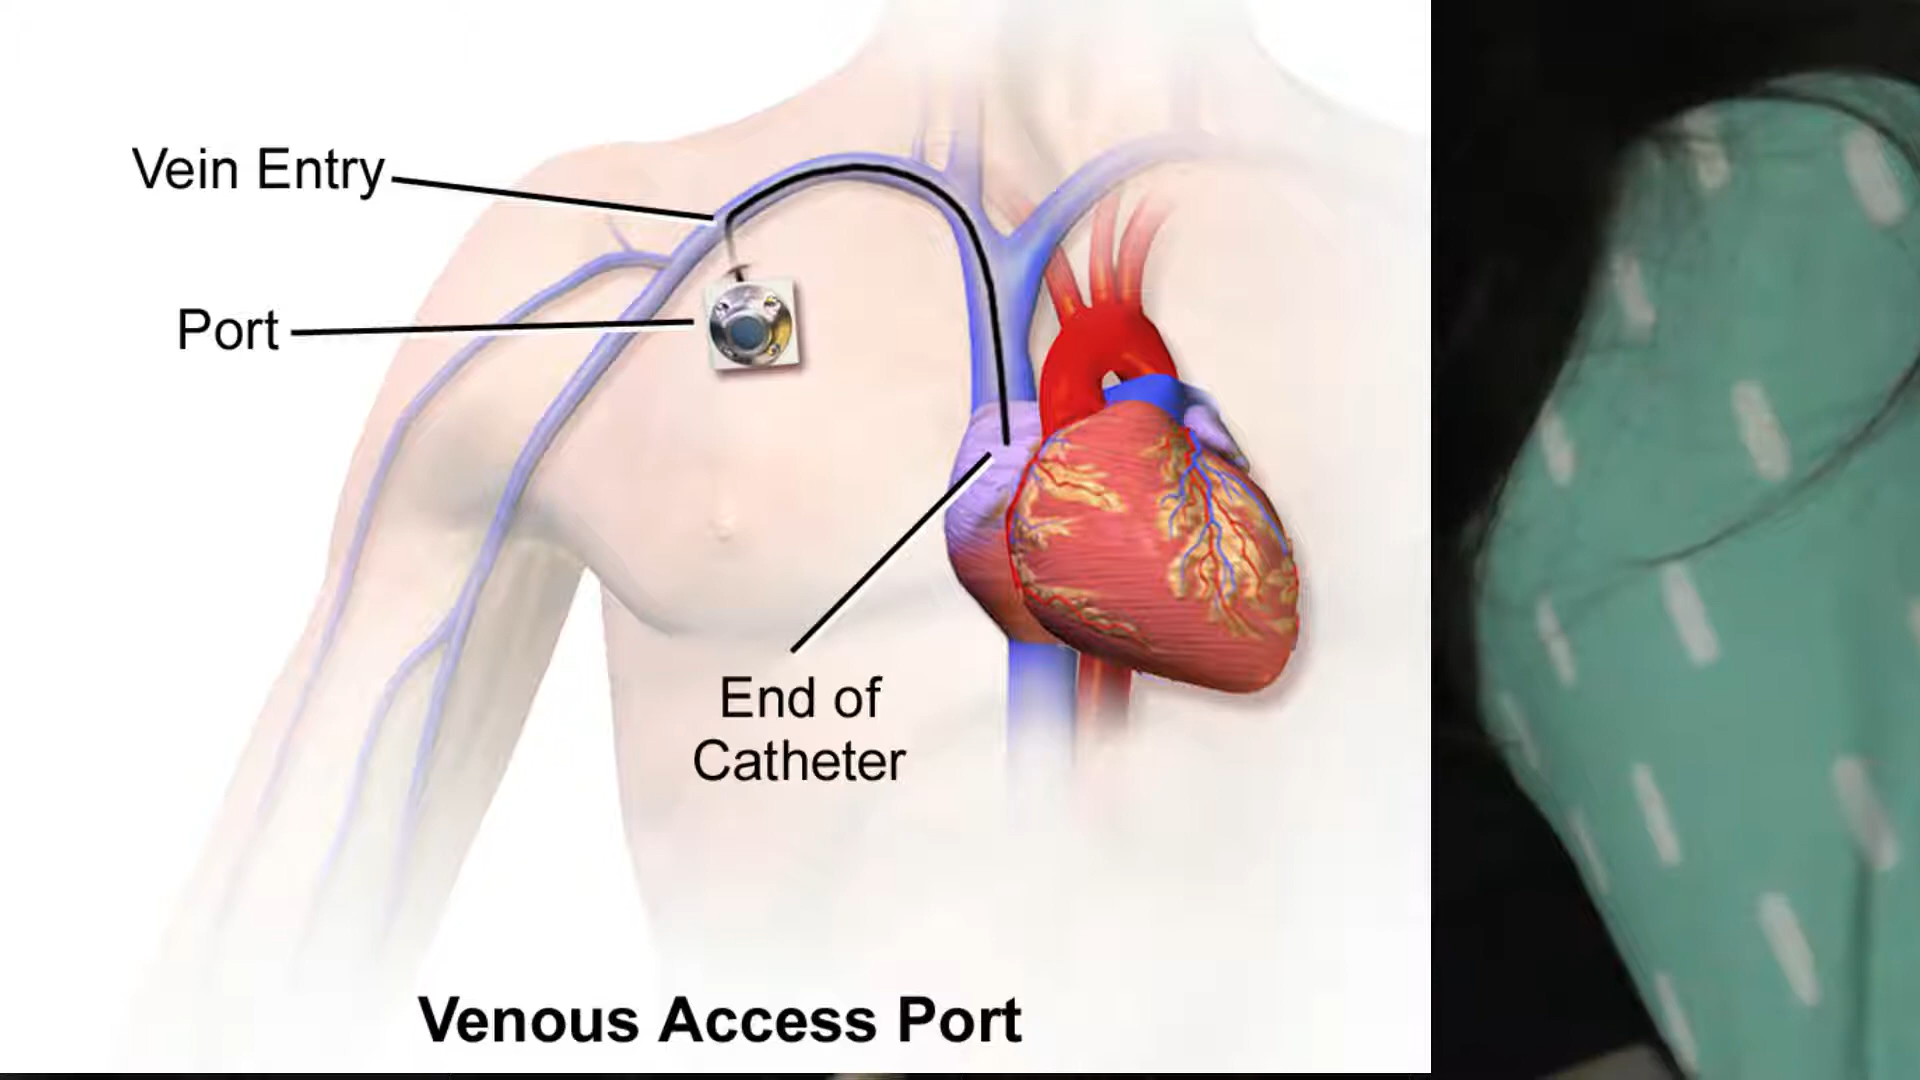 Vein Entry
Port
End of
Catheter
Venous Access Port